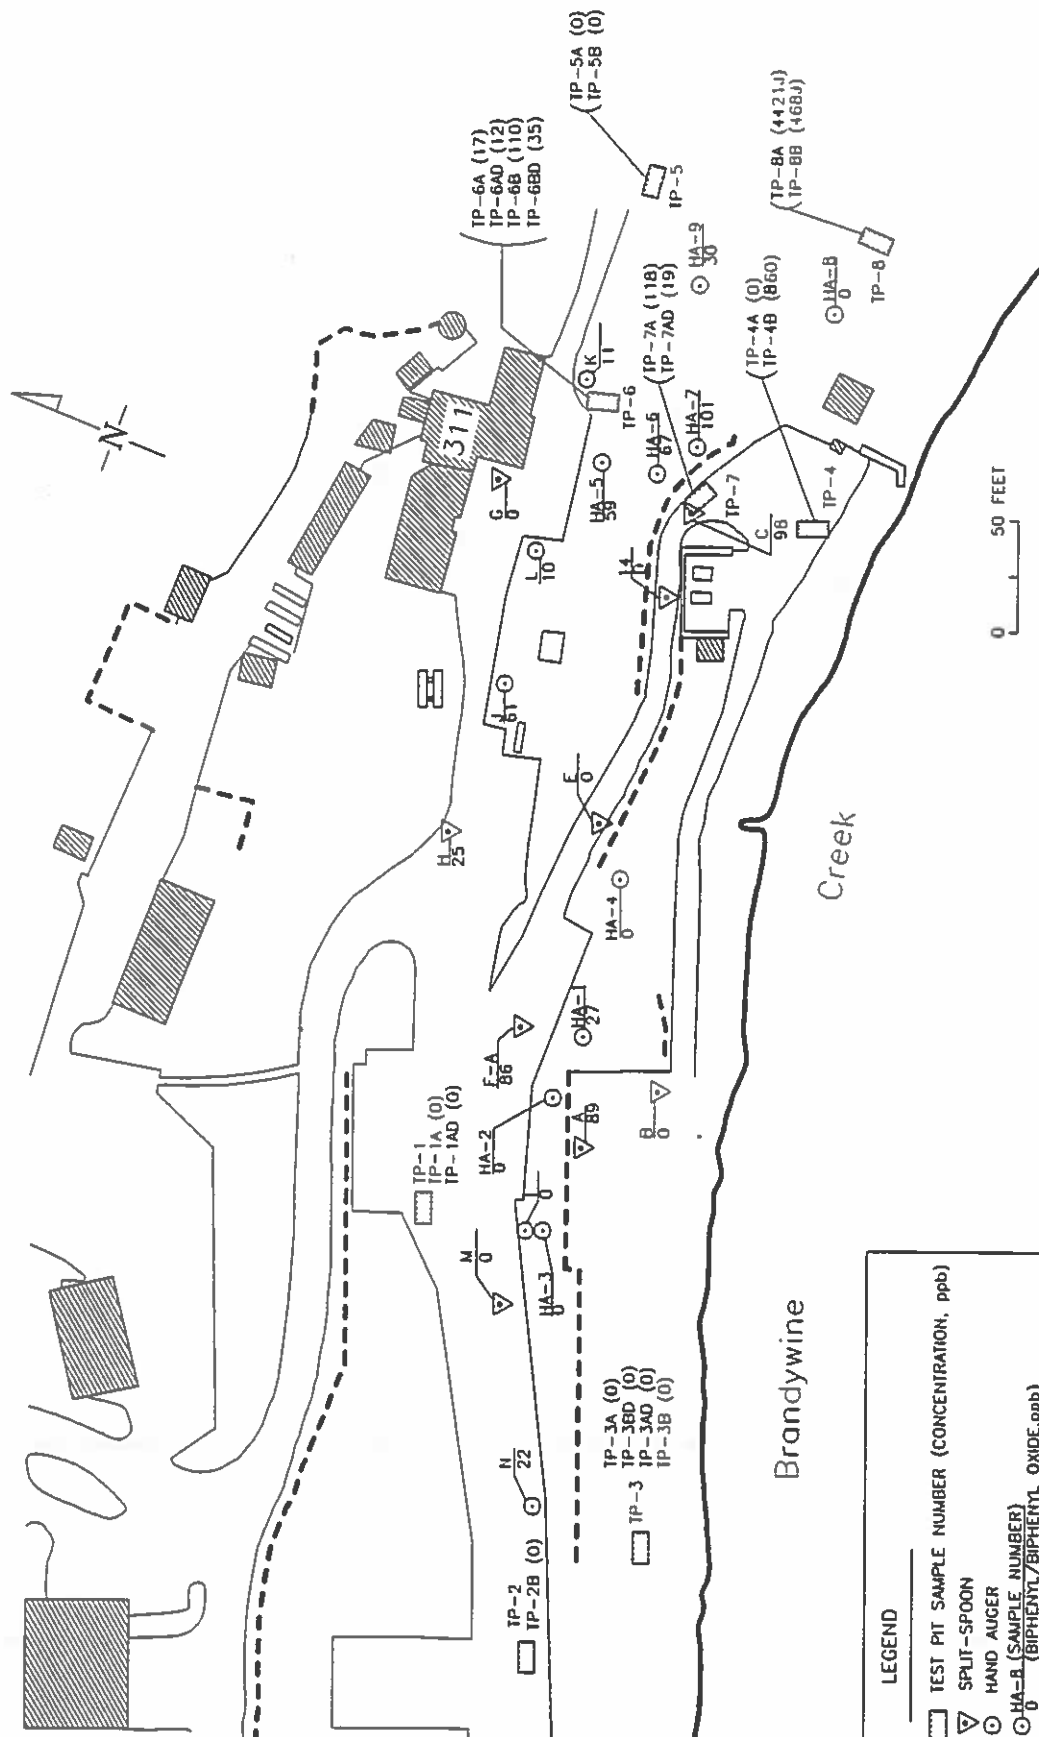 TP-6A (17)
TP-6AD (12)
TP-6B (110)
TP-6BD (35)
TP-5A (0)
TP-5B (0)
TP-5
TP-8A (4421J)
TP-8B (468J)
TP-8
HA-9
30
HA-8
0
TP-7A (118)
TP-7AD (19)
TP-4A (0)
TP-4B (860)
TP-4
N
311
K
11
TP-6
HA-6
67
HA-7
101
TP-7
G
0
HA-5
59
L
10
14
C
98
J
61
E
0
H
25
HA-4
0
HA-1
27
F-A
86
HA-2
0
A
89
B
0
TP-1
TP-1A (0)
TP-1AD (0)
M
0
I
0
HA-3
0
N
22
TP-2
TP-2B (0)
TP-3
TP-3A (0)
TP-3BD (0)
TP-3AD (0)
TP-3B (0)
Brandywine
Creek
0 50 FEET
LEGEND
TEST PIT SAMPLE NUMBER (CONCENTRATION, ppb)
SPLIT-SPOON
HAND AUGER
HA-8 (SAMPLE NUMBER)
0 (BIPHENYL/BIPHENYL OXIDE,ppb)